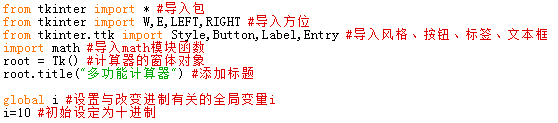 from tkinter import * #导入包
from tkinter import W,E,LEFT,RIGHT #导入方位
from tkinter.ttk import Style,Button,Label,Entry #导入风格、按钮、标签、文本框
import math #导入math模块函数
root = Tk() #计算器的窗体对象
root.title("多功能计算器") #添加标题
global i #设置与改变进制有关的全局变量i
i=10 #初始设定为十进制